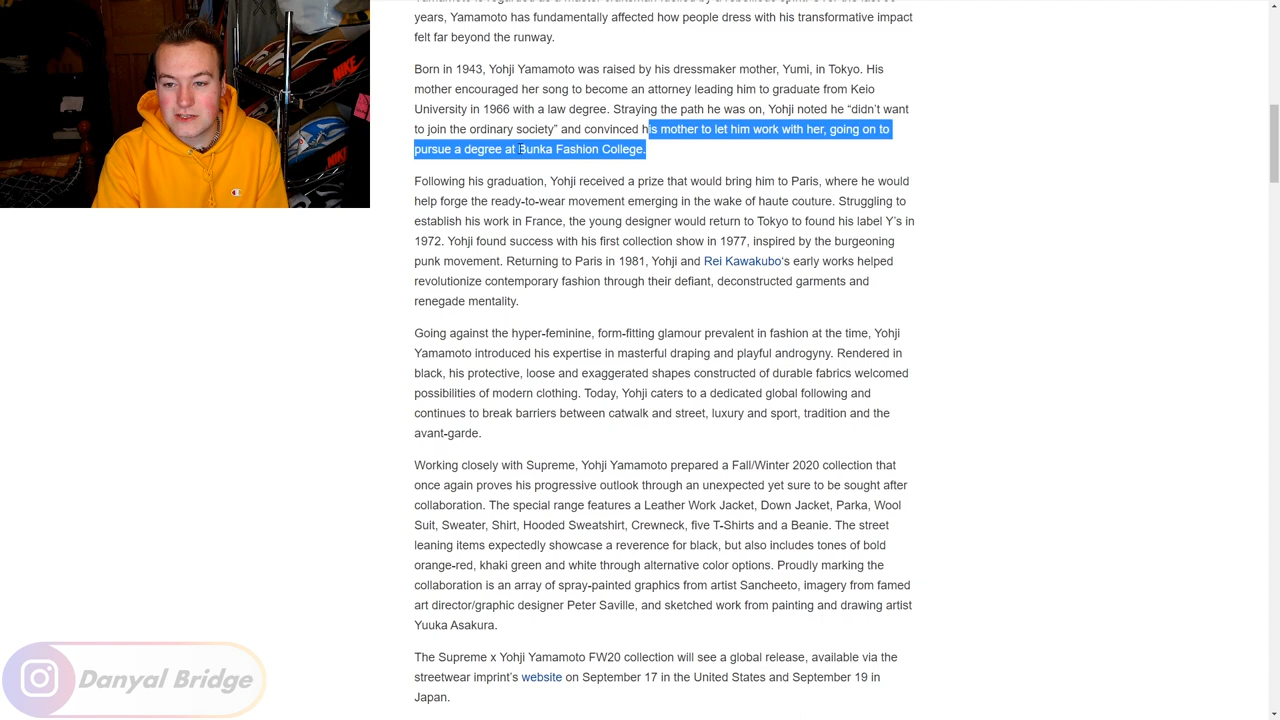 years, Yamamoto has fundamentally affected how people dress with his transformative impact
felt far beyond the runway.
Born in 1943, Yohji Yamamoto was raised by his dressmaker mother, Yumi, in Tokyo. His
mother encouraged her song to become an attorney leading him to graduate from Keio
University in 1966 with a law degree. Straying the path he was on, Yohji noted he “didn’t want
to join the ordinary society” and convinced his mother to let him work with her, going on to
pursue a degree at Bunka Fashion College.
Following his graduation, Yohji received a prize that would bring him to Paris, where he would
help forge the ready-to-wear movement emerging in the wake of haute couture. Struggling to
establish his work in France, the young designer would return to Tokyo to found his label Y’s in
1972. Yohji found success with his first collection show in 1977, inspired by the burgeoning
punk movement. Returning to Paris in 1981, Yohji and Rei Kawakubo‘s early works helped
revolutionize contemporary fashion through their defiant, deconstructed garments and
renegade mentality.
Going against the hyper-feminine, form-fitting glamour prevalent in fashion at the time, Yohji
Yamamoto introduced his expertise in masterful draping and playful androgyny. Rendered in
black, his protective, loose and exaggerated shapes constructed of durable fabrics welcomed
possibilities of modern clothing. Today, Yohji caters to a dedicated global following and
continues to break barriers between catwalk and street, luxury and sport, tradition and the
avant-garde.
Working closely with Supreme, Yohji Yamamoto prepared a Fall/Winter 2020 collection that
once again proves his progressive outlook through an unexpected yet sure to be sought after
collaboration. The special range features a Leather Work Jacket, Down Jacket, Parka, Wool
Suit, Sweater, Shirt, Hooded Sweatshirt, Crewneck, five T-Shirts and a Beanie. The street
leaning items expectedly showcase a reverence for black, but also includes tones of bold
orange-red, khaki green and white through alternative color options. Proudly marking the
collaboration is an array of spray-painted graphics from artist Sancheeto, imagery from famed
art director/graphic designer Peter Saville, and sketched work from painting and drawing artist
Yuuka Asakura.
The Supreme x Yohji Yamamoto FW20 collection will see a global release, available via the
streetwear imprint’s website on September 17 in the United States and September 19 in
Japan.
NIKE
NIKE
Danyal Bridge